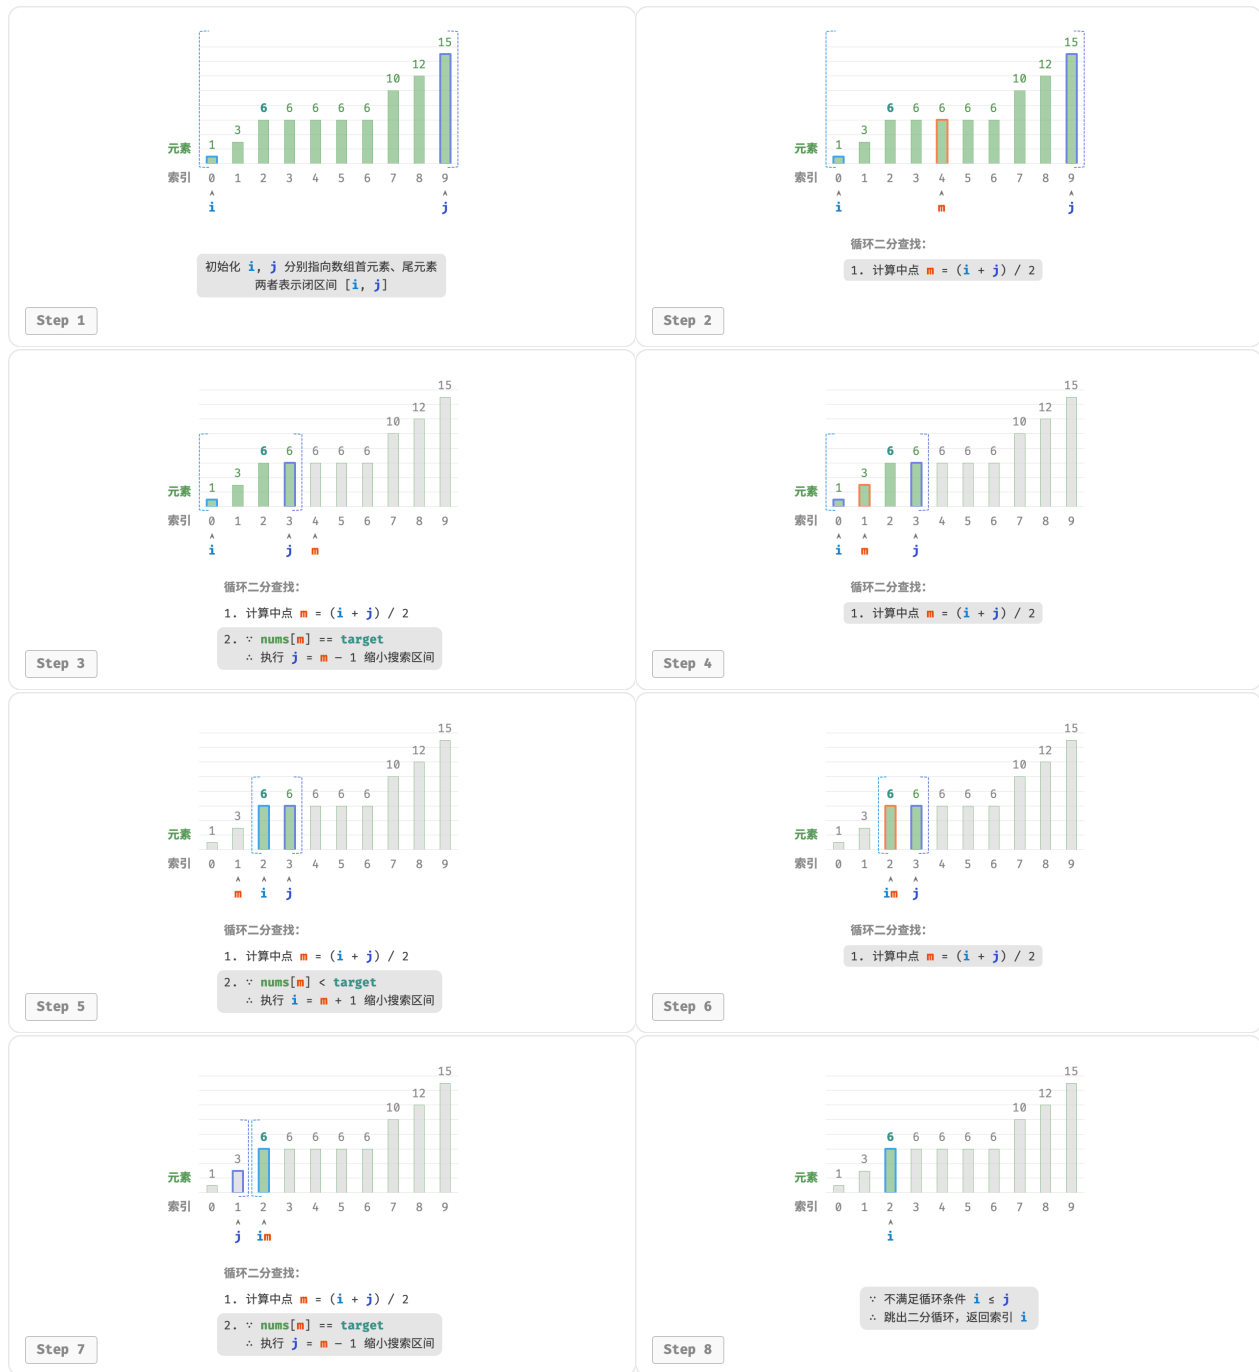 1 3 6 6 6 6 6 10 12 15
元素
索引 0 1 2 3 4 5 6 7 8 9
i j
初始化 i, j 分别指向数组首元素、尾元素
两者表示闭区间 [i, j]
Step 1
1 3 6 6 6 6 6 10 12 15
元素
索引 0 1 2 3 4 5 6 7 8 9
i m j
循环二分查找:
1. 计算中点 m = (i + j) / 2
Step 2
1 3 6 6 6 6 6 10 12 15
元素
索引 0 1 2 3 4 5 6 7 8 9
i j m
循环二分查找:
1. 计算中点 m = (i + j) / 2
2. ∵ nums[m] == target
∴ 执行 j = m − 1 缩小搜索区间
Step 3
1 3 6 6 6 6 6 10 12 15
元素
索引 0 1 2 3 4 5 6 7 8 9
i m j
循环二分查找:
1. 计算中点 m = (i + j) / 2
Step 4
1 3 6 6 6 6 6 10 12 15
元素
索引 0 1 2 3 4 5 6 7 8 9
m i j
循环二分查找:
1. 计算中点 m = (i + j) / 2
2. ∵ nums[m] < target
∴ 执行 i = m + 1 缩小搜索区间
Step 5
1 3 6 6 6 6 6 10 12 15
元素
索引 0 1 2 3 4 5 6 7 8 9
im j
循环二分查找:
1. 计算中点 m = (i + j) / 2
Step 6
1 3 6 6 6 6 6 10 12 15
元素
索引 0 1 2 3 4 5 6 7 8 9
j im
循环二分查找:
1. 计算中点 m = (i + j) / 2
2. ∵ nums[m] == target
∴ 执行 j = m − 1 缩小搜索区间
Step 7
1 3 6 6 6 6 6 10 12 15
元素
索引 0 1 2 3 4 5 6 7 8 9
i
∵ 不满足循环条件 i ≤ j
∴ 跳出二分循环，返回索引 i
Step 8